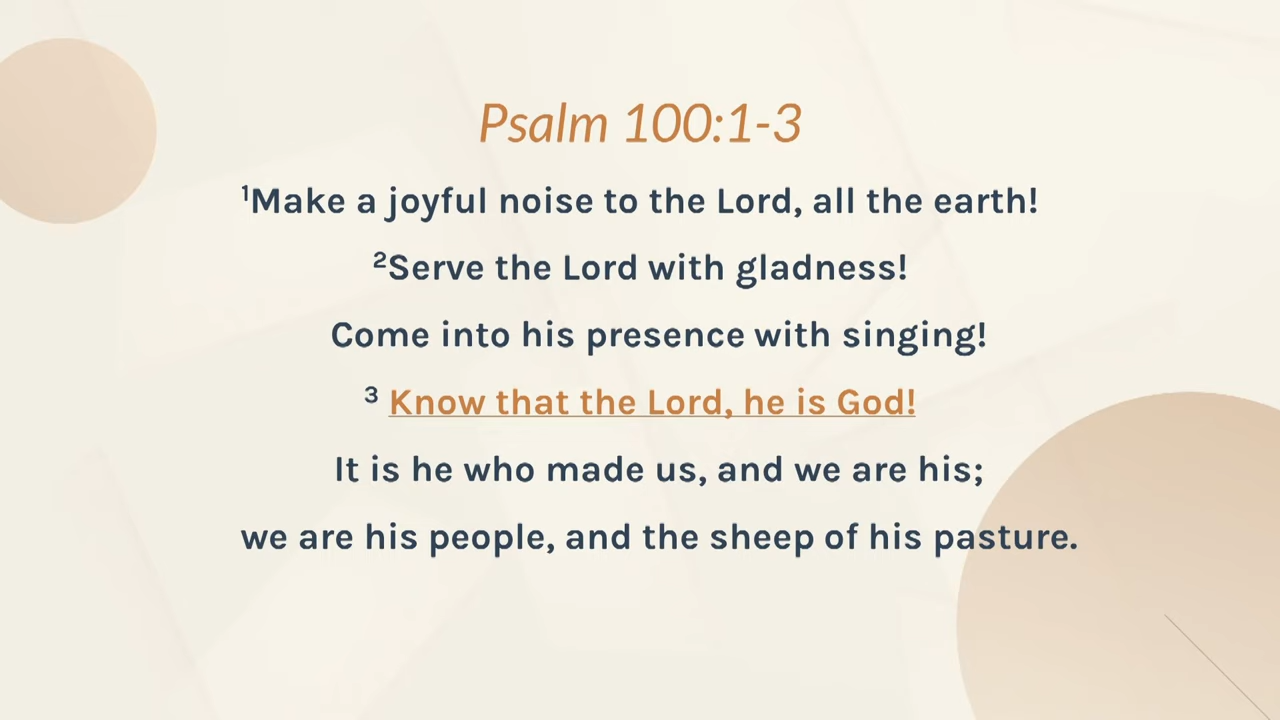 Psalm 100:1-3
¹Make a joyful noise to the Lord, all the earth!
²Serve the Lord with gladness!
Come into his presence with singing!
³ Know that the Lord, he is God!
It is he who made us, and we are his;
we are his people, and the sheep of his pasture.